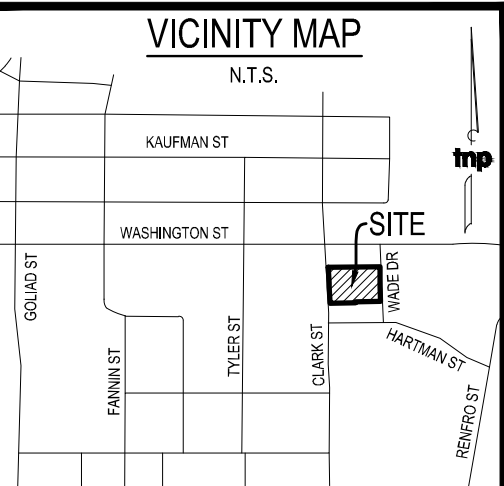 VICINITY MAP
N.T.S.
KAUFMAN ST
tnp
WASHINGTON ST
SITE
GOLIAD ST
WADE DR
FANNIN ST
TYLER ST
CLARK ST
HARTMAN ST
RENFRO ST